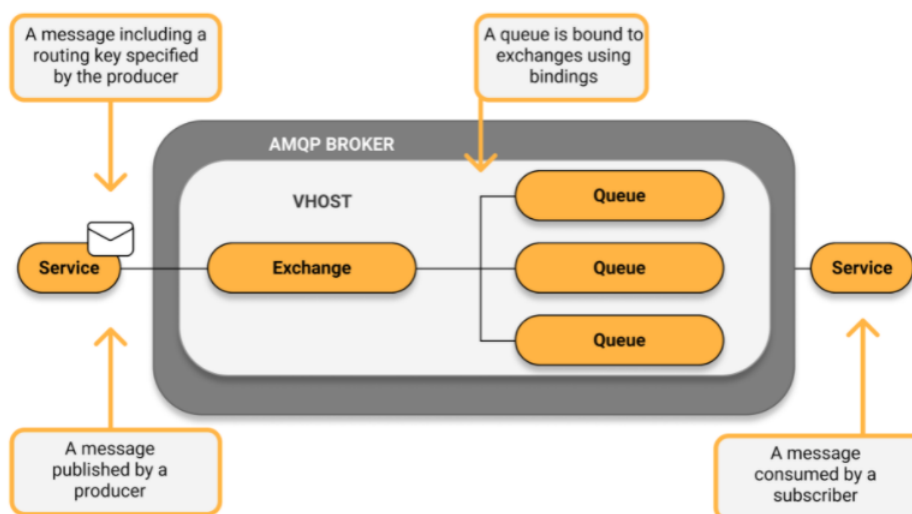 A message including a
routing key specified
by the producer
A queue is bound to
exchanges using
bindings
AMQP BROKER
VHOST
Queue
Service
Exchange
Queue
Service
Queue
A message
published by a
producer
A message
consumed by a
subscriber